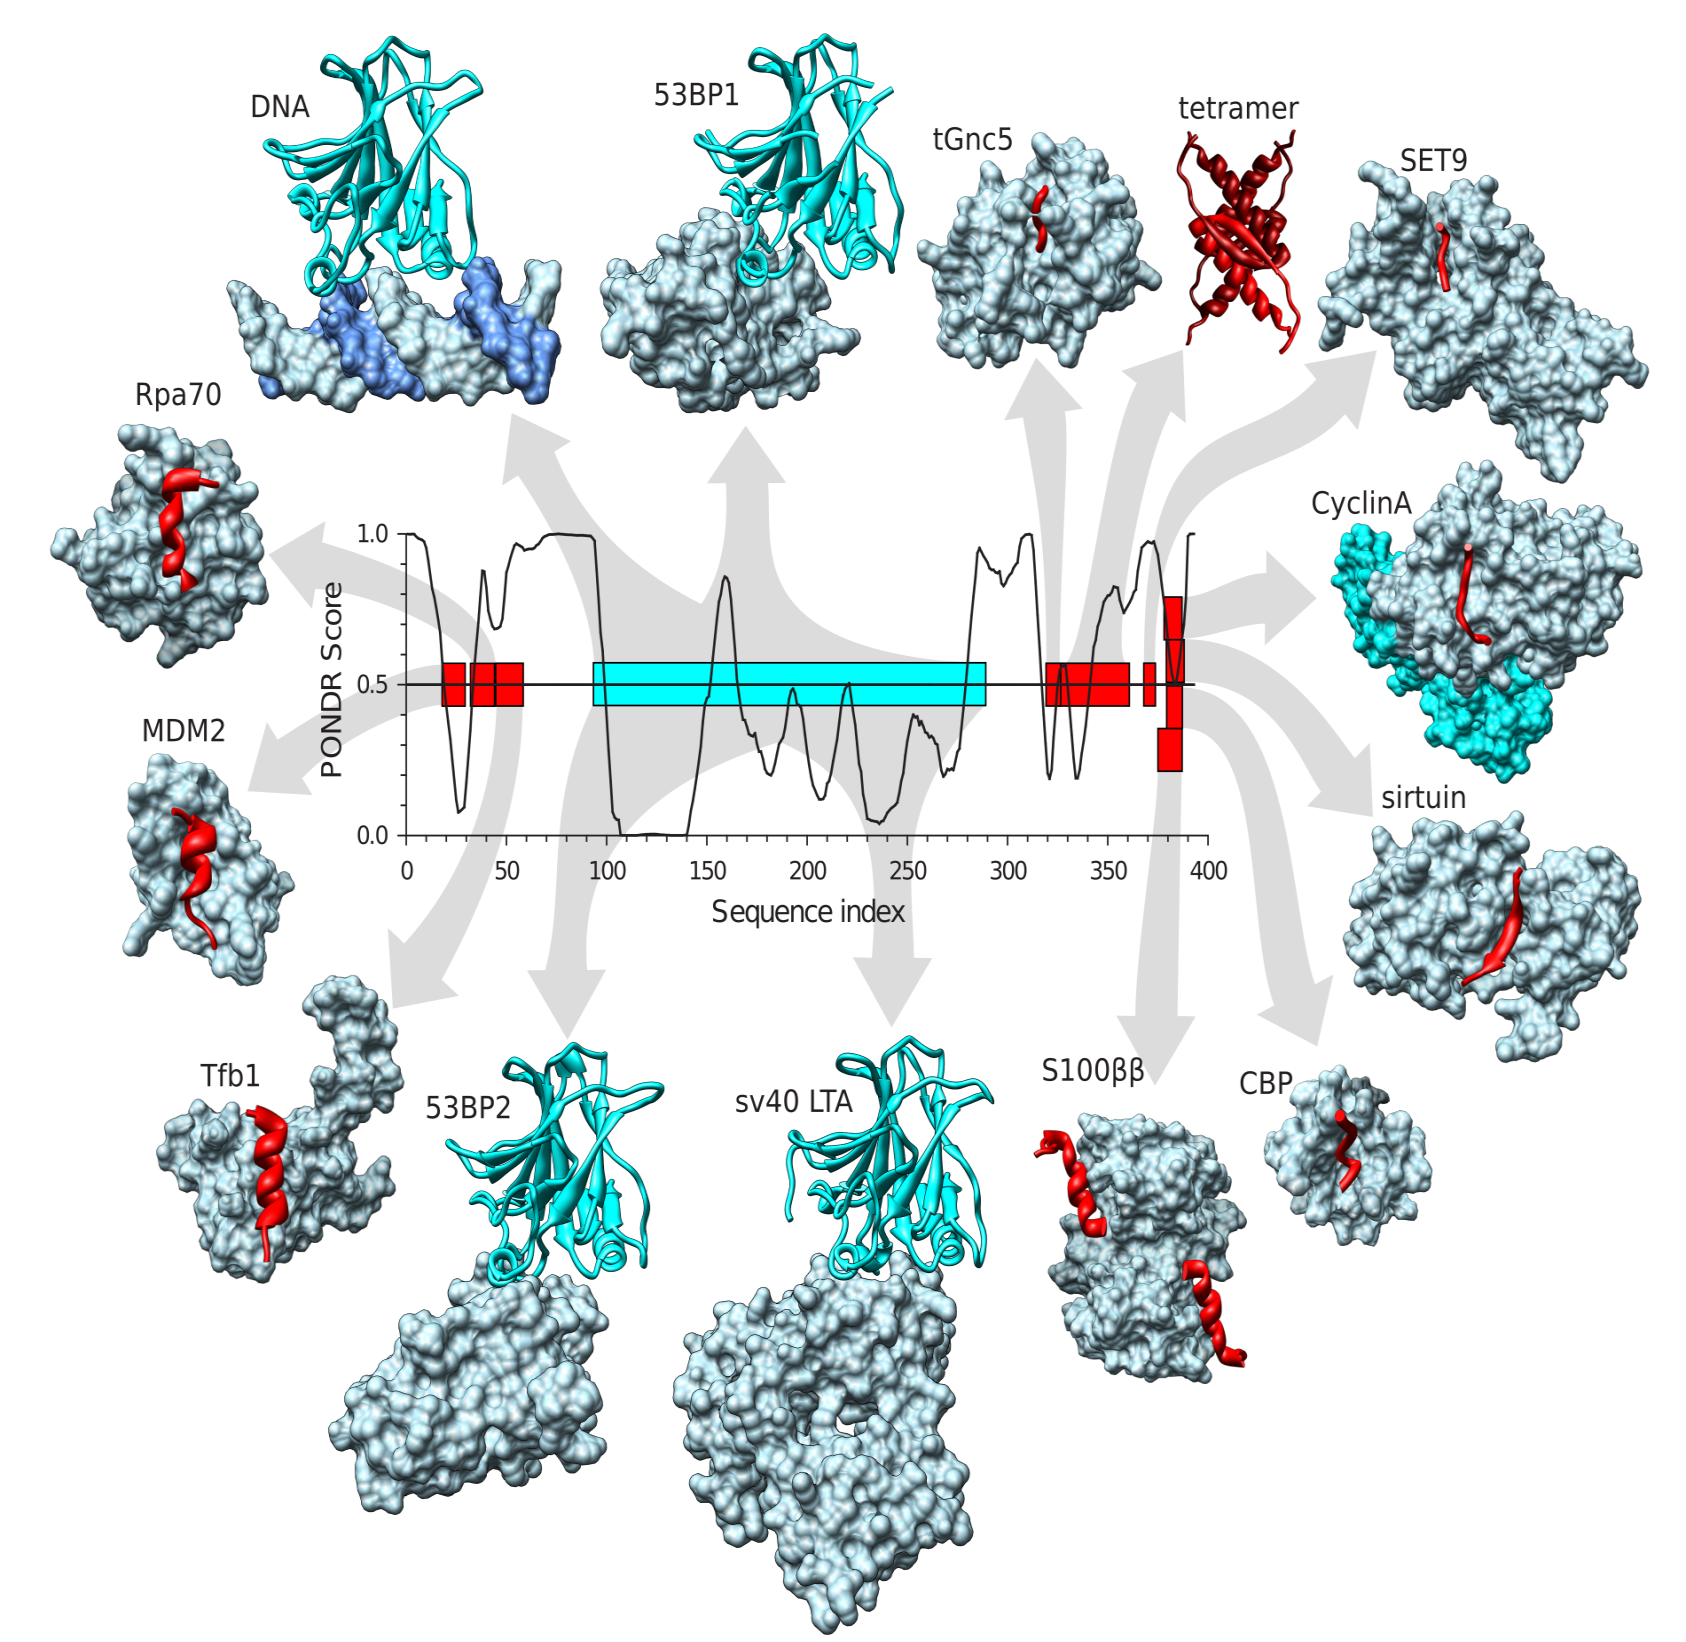 DNA
53BP1
tGnc5
tetramer
SET9
Rpa70
CyclinA
MDM2
sirtuin
PONDR Score
1.0
0.5
0.0
0 50 100 150 200 250 300 350 400
Sequence index
Tfb1
53BP2
sv40 LTA
S100ββ
CBP